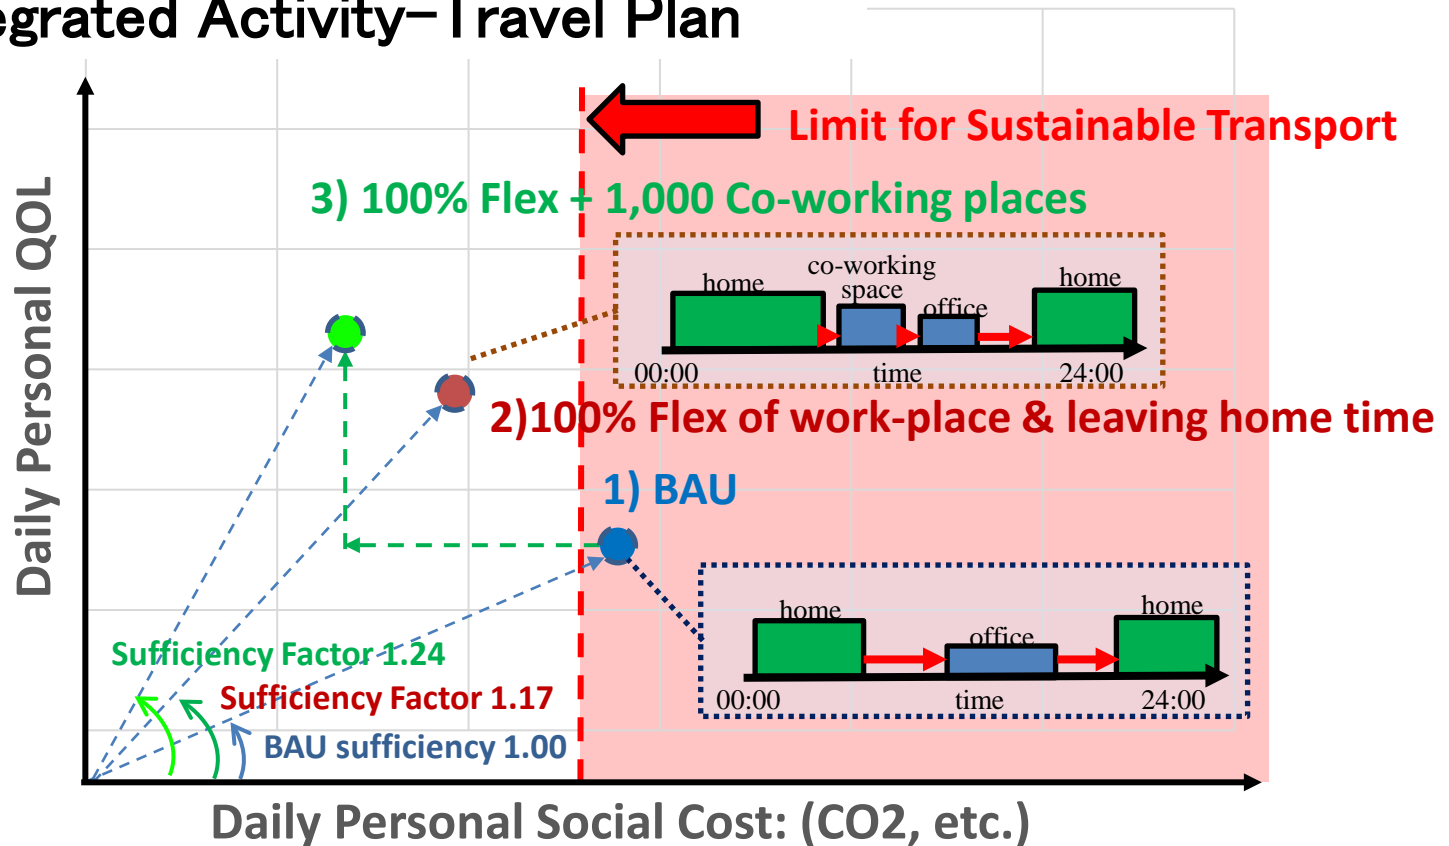 egrated Activity-Travel Plan
Limit for Sustainable Transport
3) 100% Flex + 1,000 Co-working places
home
co-working
space
office
home
00:00
time
24:00
2)100% Flex of work-place & leaving home time
1) BAU
home
office
home
00:00
time
24:00
Sufficiency Factor 1.24
Sufficiency Factor 1.17
BAU sufficiency 1.00
Daily Personal QOL
Daily Personal Social Cost: (CO2, etc.)